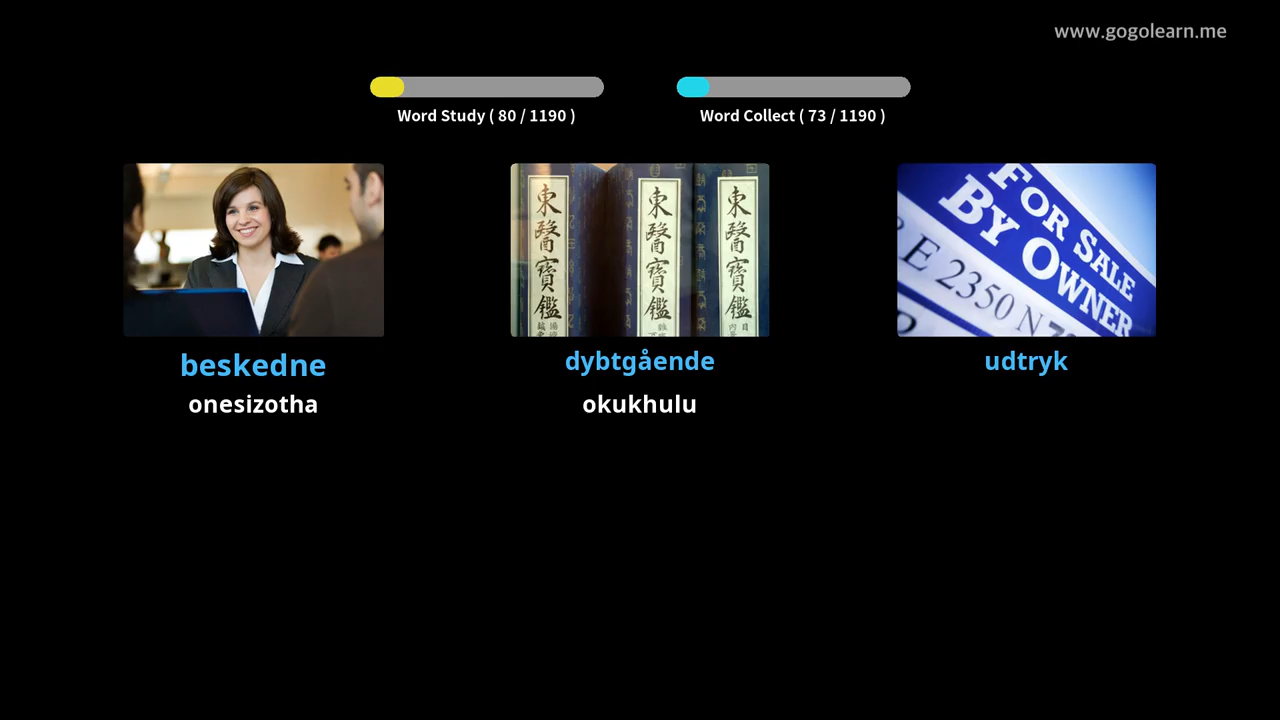 www.gogolearn.me
Word Study ( 80 / 1190 )
Word Collect ( 73 / 1190 )
東醫寶鑑
東醫寶鑑
東醫寶鑑
FOR SALE
BY OWNER
E 2350 N
beskedne
dybtgående
udtryk
onesizotha
okukhulu